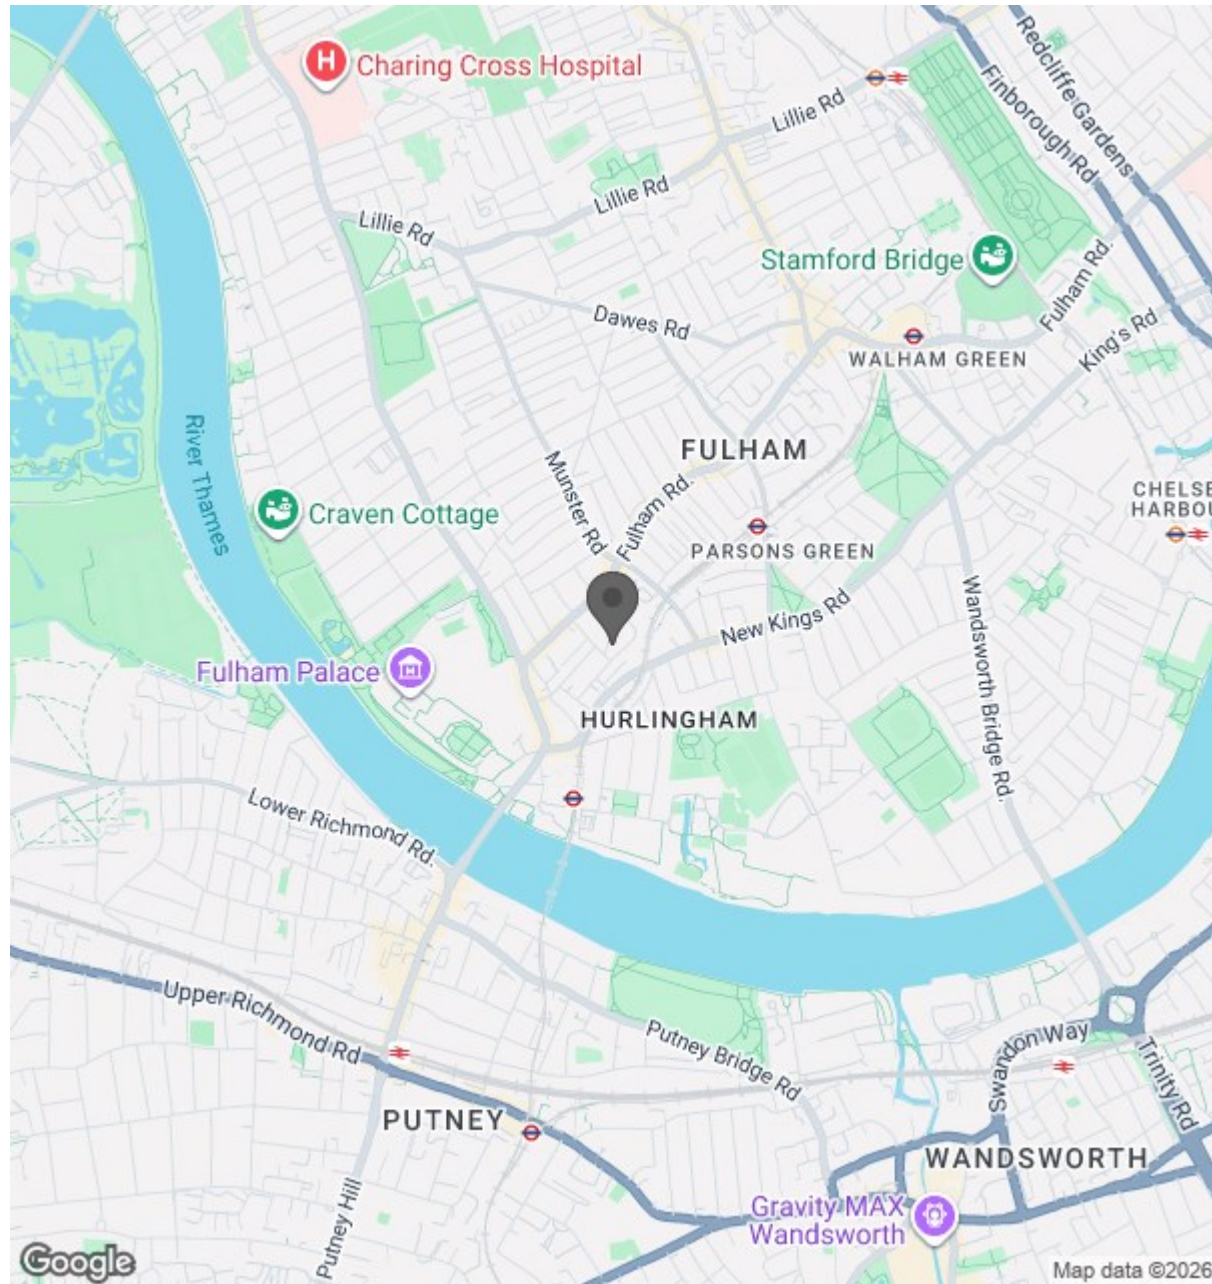 Charing Cross Hospital
Lillie Rd
Finborough Rd
Redcliffe Gardens
Lillie Rd
Lillie Rd
Stamford Bridge
Fulham Rd.
Dawes Rd
King's Rd
WALHAM GREEN
River Thames
FULHAM
Munster Rd
Fulham Rd.
Craven Cottage
CHELSE
HARBOU
PARSONS GREEN
New Kings Rd
Wandsworth Bridge Rd.
Fulham Palace
HURLINGHAM
Lower Richmond Rd.
Upper Richmond Rd
Putney Bridge Rd
Swandon Way
Trinity Rd
PUTNEY
WANDSWORTH
Putney Hill
Gravity MAX
Wandsworth
Google
Map data ©2026